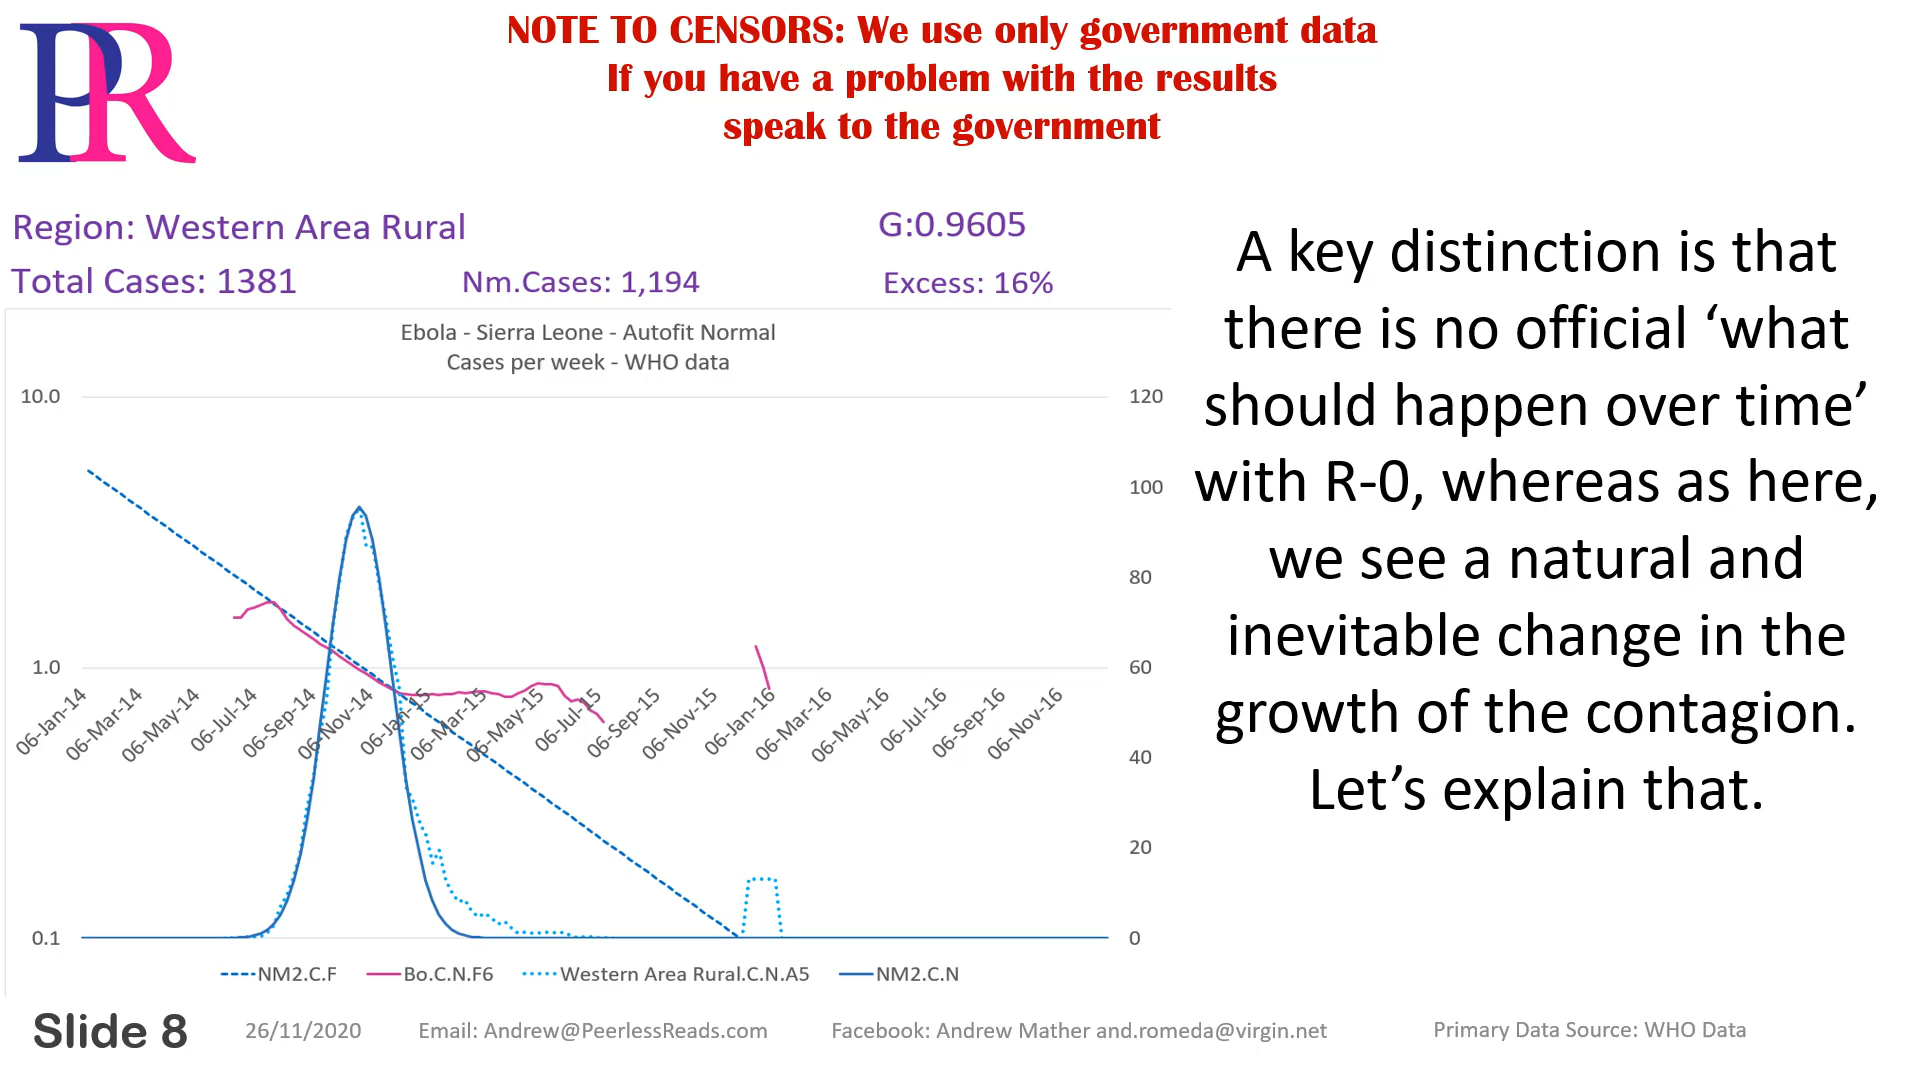 PR
NOTE TO CENSORS: We use only government data
If you have a problem with the results
speak to the government
Region: Western Area Rural
G:0.9605
Total Cases: 1381
Nm.Cases: 1,194
Excess: 16%
Ebola - Sierra Leone - Autofit Normal
Cases per week - WHO data
10.0
1.0
0.1
120
100
80
60
40
20
0
06-Jan-14
06-Mar-14
06-May-14
06-Jul-14
06-Sep-14
06-Nov-14
06-Jan-15
06-Mar-15
06-May-15
06-Jul-15
06-Sep-15
06-Nov-15
06-Jan-16
06-Mar-16
06-May-16
06-Jul-16
06-Sep-16
06-Nov-16
NM2.C.F
Bo.C.N.F6
Western Area Rural.C.N.A5
NM2.C.N
A key distinction is that
there is no official ‘what
should happen over time’
with R-0, whereas as here,
we see a natural and
inevitable change in the
growth of the contagion.
Let’s explain that.
Slide 8
26/11/2020
Email: Andrew@PeerlessReads.com
Facebook: Andrew Mather and.romeda@virgin.net
Primary Data Source: WHO Data